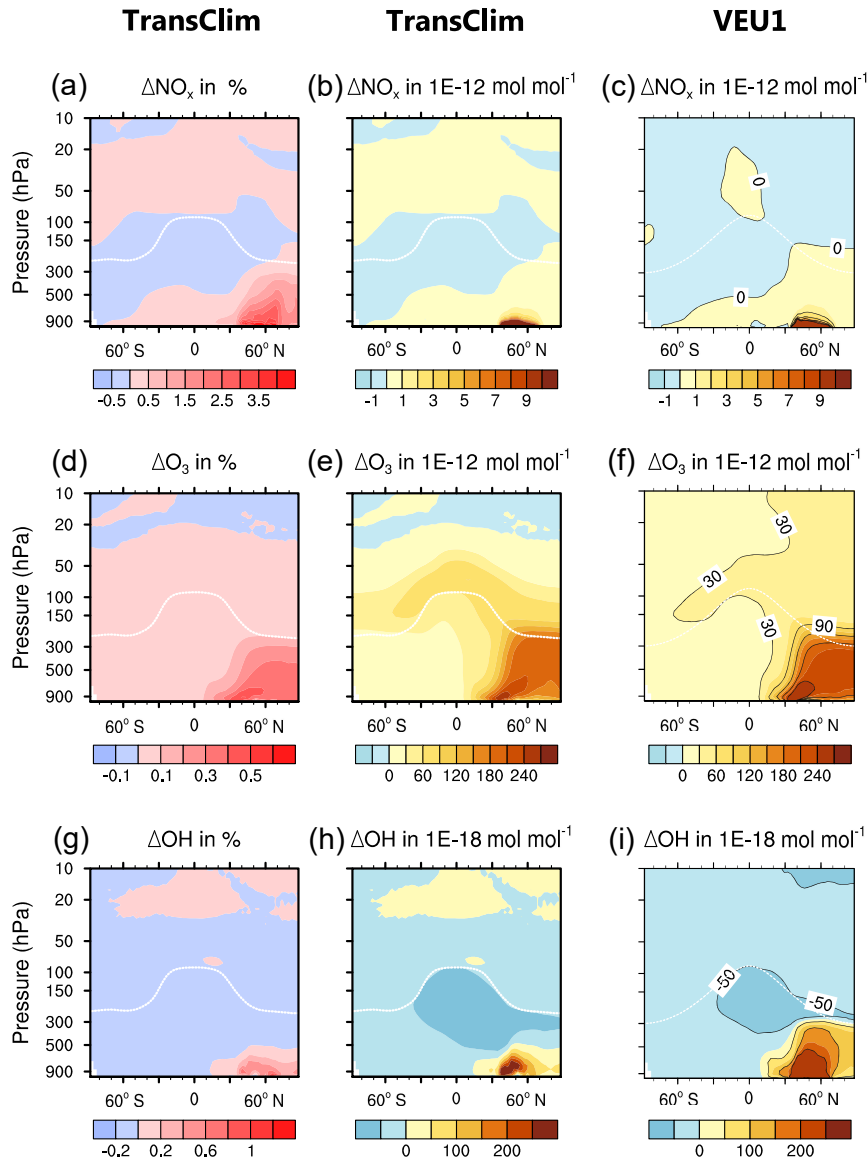 TransClim TransClim VEU1
(a) ΔNOₓ in % (b) ΔNOₓ in 1E-12 mol mol⁻¹ (c) ΔNOₓ in 1E-12 mol mol⁻¹
Pressure (hPa)
10
20
50
100
150
300
500
900
0
0
0
60° S 0 60° N 60° S 0 60° N 60° S 0 60° N
-0.5 0.5 1.5 2.5 3.5 -1 1 3 5 7 9 -1 1 3 5 7 9
(d) ΔO₃ in % (e) ΔO₃ in 1E-12 mol mol⁻¹ (f) ΔO₃ in 1E-12 mol mol⁻¹
Pressure (hPa)
10
20
50
100
150
300
500
900
30
30
90
30
60° S 0 60° N 60° S 0 60° N 60° S 0 60° N
-0.1 0.1 0.3 0.5 0 60 120 180 240 0 60 120 180 240
(g) ΔOH in % (h) ΔOH in 1E-18 mol mol⁻¹ (i) ΔOH in 1E-18 mol mol⁻¹
Pressure (hPa)
10
20
50
100
150
300
500
900
-50
-50
60° S 0 60° N 60° S 0 60° N 60° S 0 60° N
-0.2 0.2 0.6 1 0 100 200 0 100 200